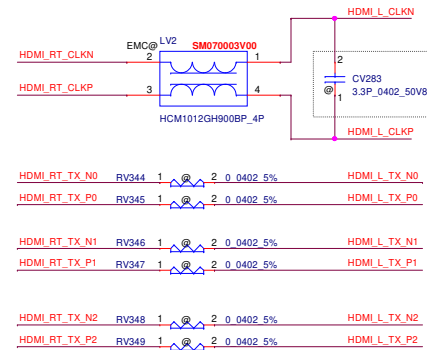 HDMI_L_CLKN
EMC@ LV2 SM070003V00
HDMI_RT_CLKN 2 1
2
CV283
3.3P_0402_50V8
@
1
HDMI_RT_CLKP 3 4
HCM1012GH900BP_4P
HDMI_L_CLKP
HDMI_RT_TX_N0 RV344 1 @ 2 0_0402_5% HDMI_L_TX_N0
HDMI_RT_TX_P0 RV345 1 @ 2 0_0402_5% HDMI_L_TX_P0
HDMI_RT_TX_N1 RV346 1 @ 2 0_0402_5% HDMI_L_TX_N1
HDMI_RT_TX_P1 RV347 1 @ 2 0_0402_5% HDMI_L_TX_P1
HDMI_RT_TX_N2 RV348 1 @ 2 0_0402_5% HDMI_L_TX_N2
HDMI_RT_TX_P2 RV349 1 @ 2 0_0402_5% HDMI_L_TX_P2